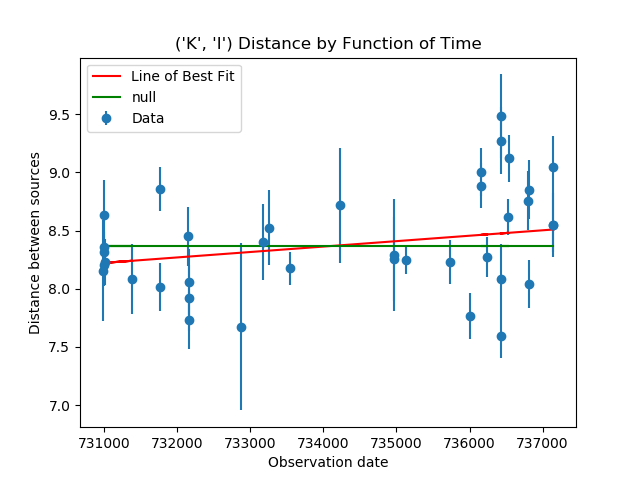 ('K', 'I') Distance by Function of Time
Line of Best Fit
null
Data
Distance between sources
9.5
9.0
8.5
8.0
7.5
7.0
731000 732000 733000 734000 735000 736000 737000
Observation date